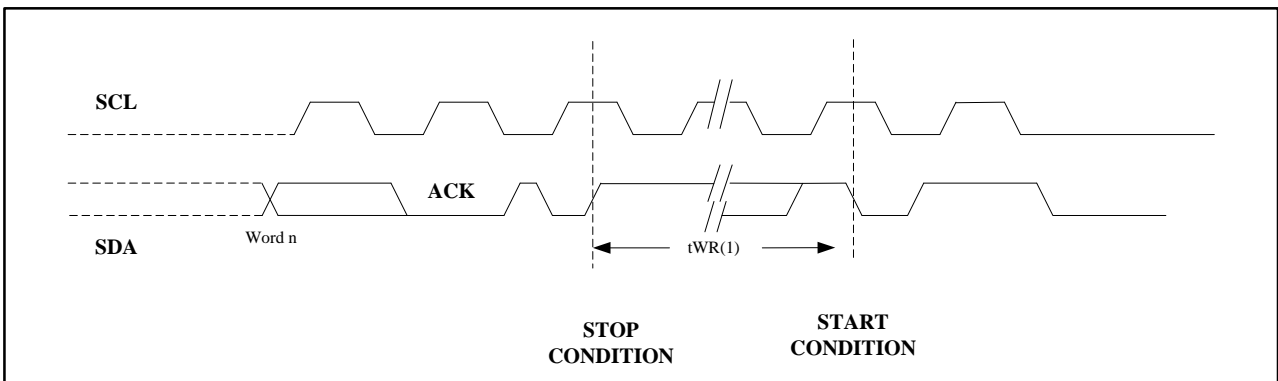 SCL
ACK
Word n
SDA
tWR(1)
STOP
CONDITION
START
CONDITION